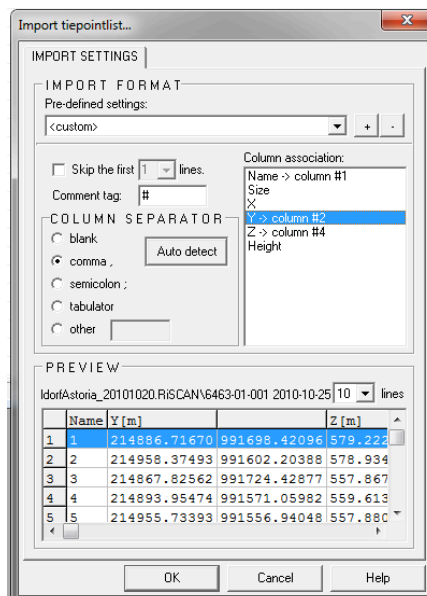 Import tiepointlist...
x
IMPORT SETTINGS
IMPORT FORMAT
Pre-defined settings:
<custom>
+ -
Skip the first 1 lines.
Comment tag: #
COLUMN SEPARATOR
blank
comma ,
Auto detect
semicolon ;
tabulator
other
Column association:
Name -> column #1
Size
X
Y -> column #2
Z -> column #4
Height
PREVIEW
ldorfAstoria_20101020.RiSCAN\6463-01-001 2010-10-25 10 lines
Name Y[m] Z[m]
1 1 214886.71670 991698.42096 579.222
2 2 214958.37493 991602.20388 578.934
3 3 214867.82562 991724.42877 557.867
4 4 214893.95474 991571.05982 559.613
5 5 214955.73393 991556.94048 557.880
OK Cancel Help